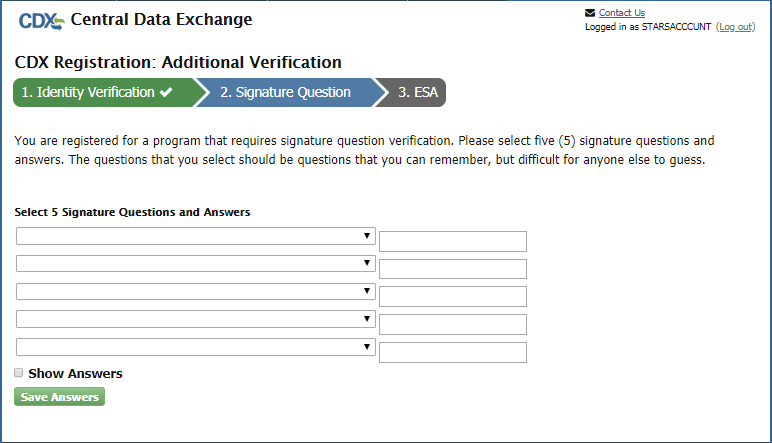 CDX Central Data Exchange
Contact Us
Logged in as STARSACCCUNT (Log out)
CDX Registration: Additional Verification
1. Identity Verification 2. Signature Question 3. ESA
You are registered for a program that requires signature question verification. Please select five (5) signature questions and
answers. The questions that you select should be questions that you can remember, but difficult for anyone else to guess.
Select 5 Signature Questions and Answers
Show Answers
Save Answers